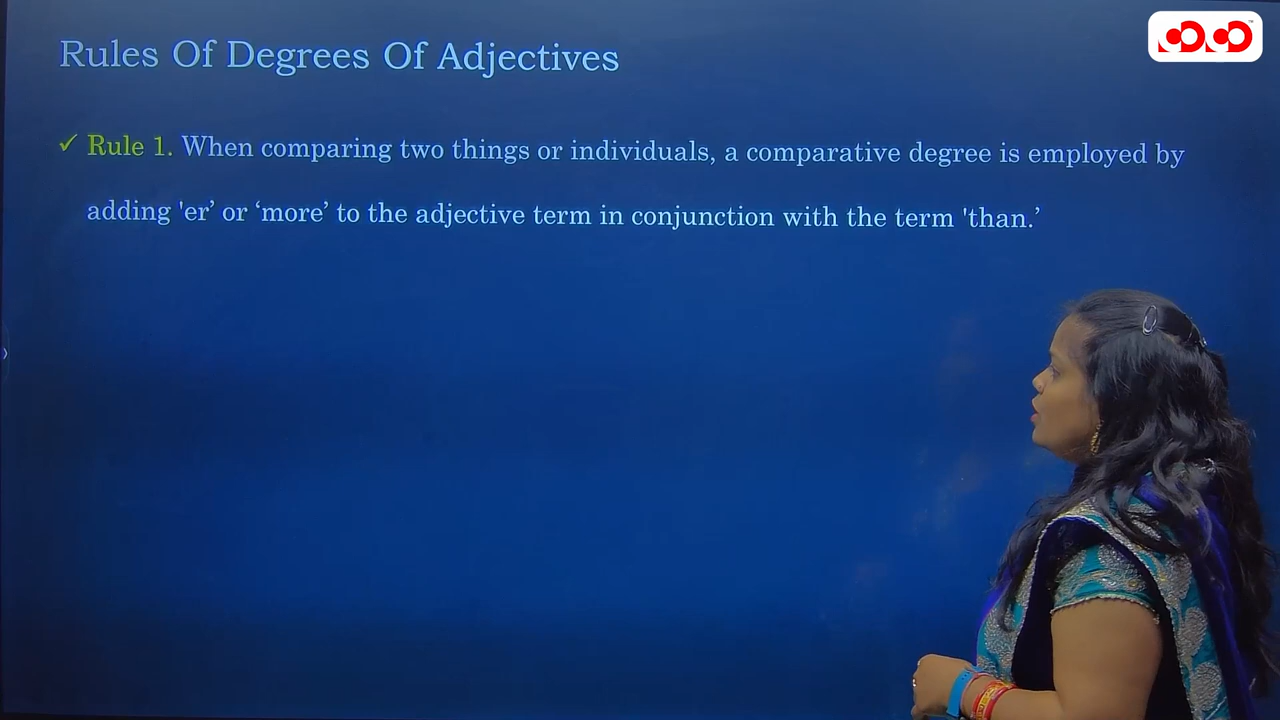 Rules Of Degrees Of Adjectives
✓ Rule 1. When comparing two things or individuals, a comparative degree is employed by
adding 'er’ or ‘more’ to the adjective term in conjunction with the term 'than.’